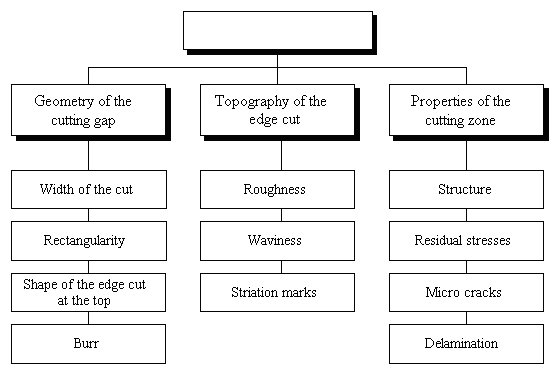 Geometry of the
cutting gap
Topography of the
edge cut
Properties of the
cutting zone
Width of the cut
Roughness
Structure
Rectangularity
Waviness
Residual stresses
Shape of the edge cut
at the top
Striation marks
Micro cracks
Burr
Delamination